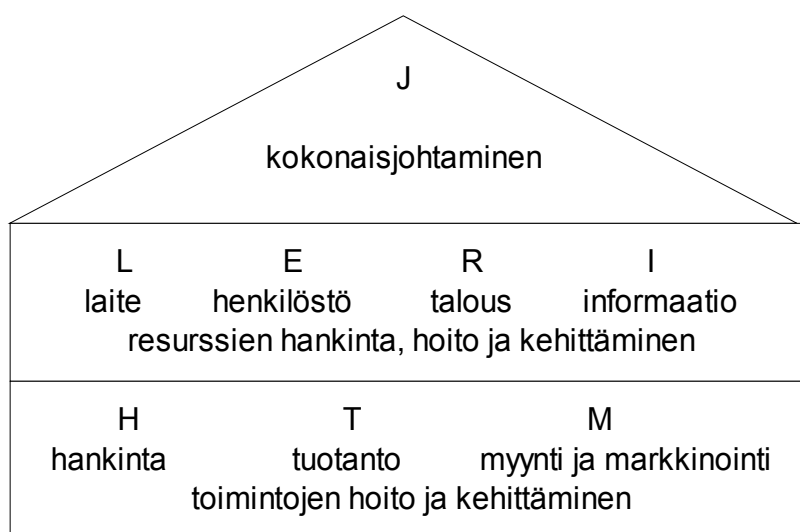 J
kokonaisjohtaminen
L E R I
laite henkilöstö talous informaatio
resurssien hankinta, hoito ja kehittäminen
H T M
hankinta tuotanto myynti ja markkinointi
toimintojen hoito ja kehittäminen